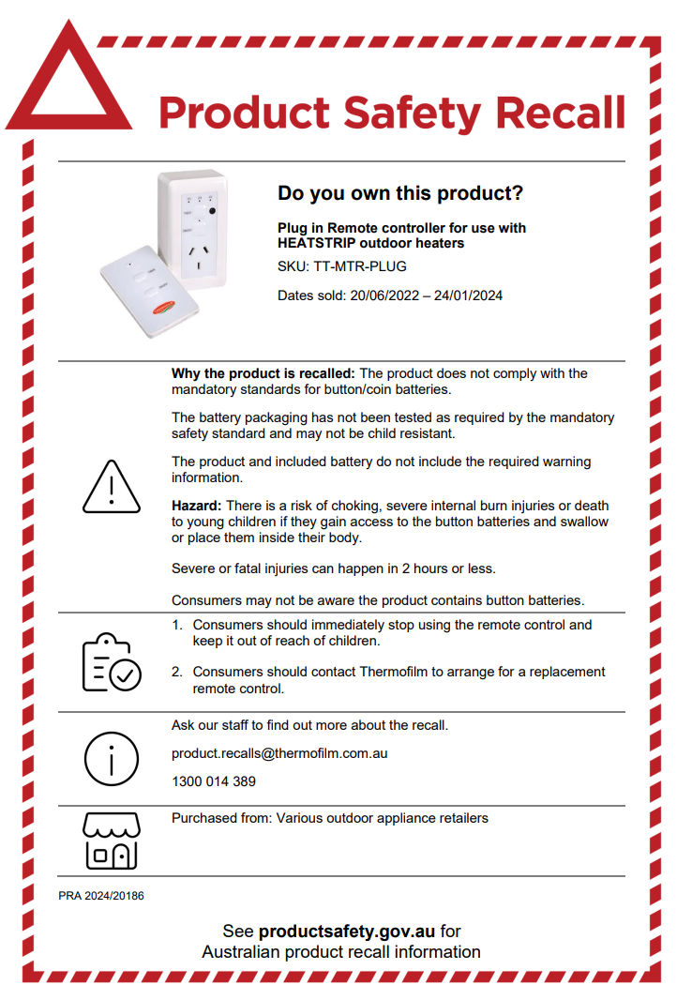 Product Safety Recall
Do you own this product?
Plug in Remote controller for use with
HEATSTRIP outdoor heaters
SKU: TT-MTR-PLUG
Dates sold: 20/06/2022 – 24/01/2024
Why the product is recalled: The product does not comply with the
mandatory standards for button/coin batteries.
The battery packaging has not been tested as required by the mandatory
safety standard and may not be child resistant.
The product and included battery do not include the required warning
information.
Hazard: There is a risk of choking, severe internal burn injuries or death
to young children if they gain access to the button batteries and swallow
or place them inside their body.
Severe or fatal injuries can happen in 2 hours or less.
Consumers may not be aware the product contains button batteries.
1. Consumers should immediately stop using the remote control and
keep it out of reach of children.
2. Consumers should contact Thermofilm to arrange for a replacement
remote control.
Ask our staff to find out more about the recall.
product.recalls@thermofilm.com.au
1300 014 389
Purchased from: Various outdoor appliance retailers
PRA 2024/20186
See productsafety.gov.au for
Australian product recall information